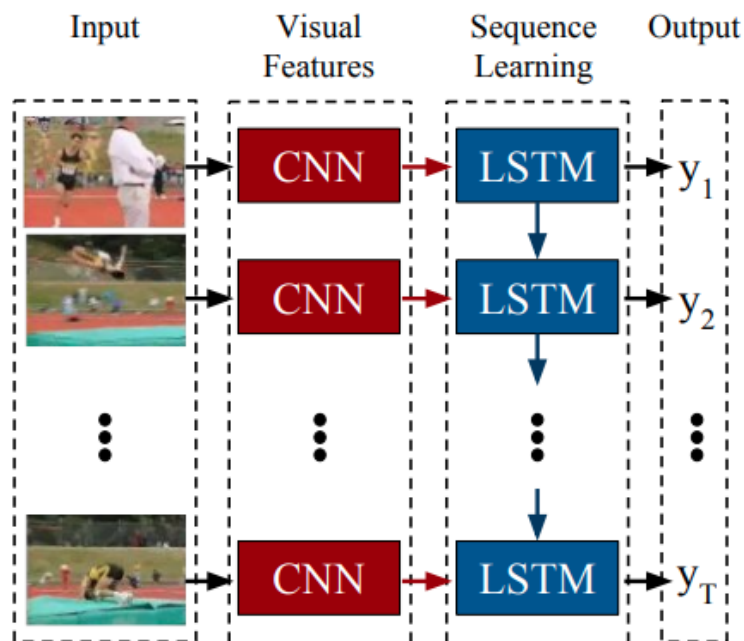 Input
Visual
Features
Sequence
Learning
Output
CNN
LSTM
y1
CNN
LSTM
y2
CNN
LSTM
yT